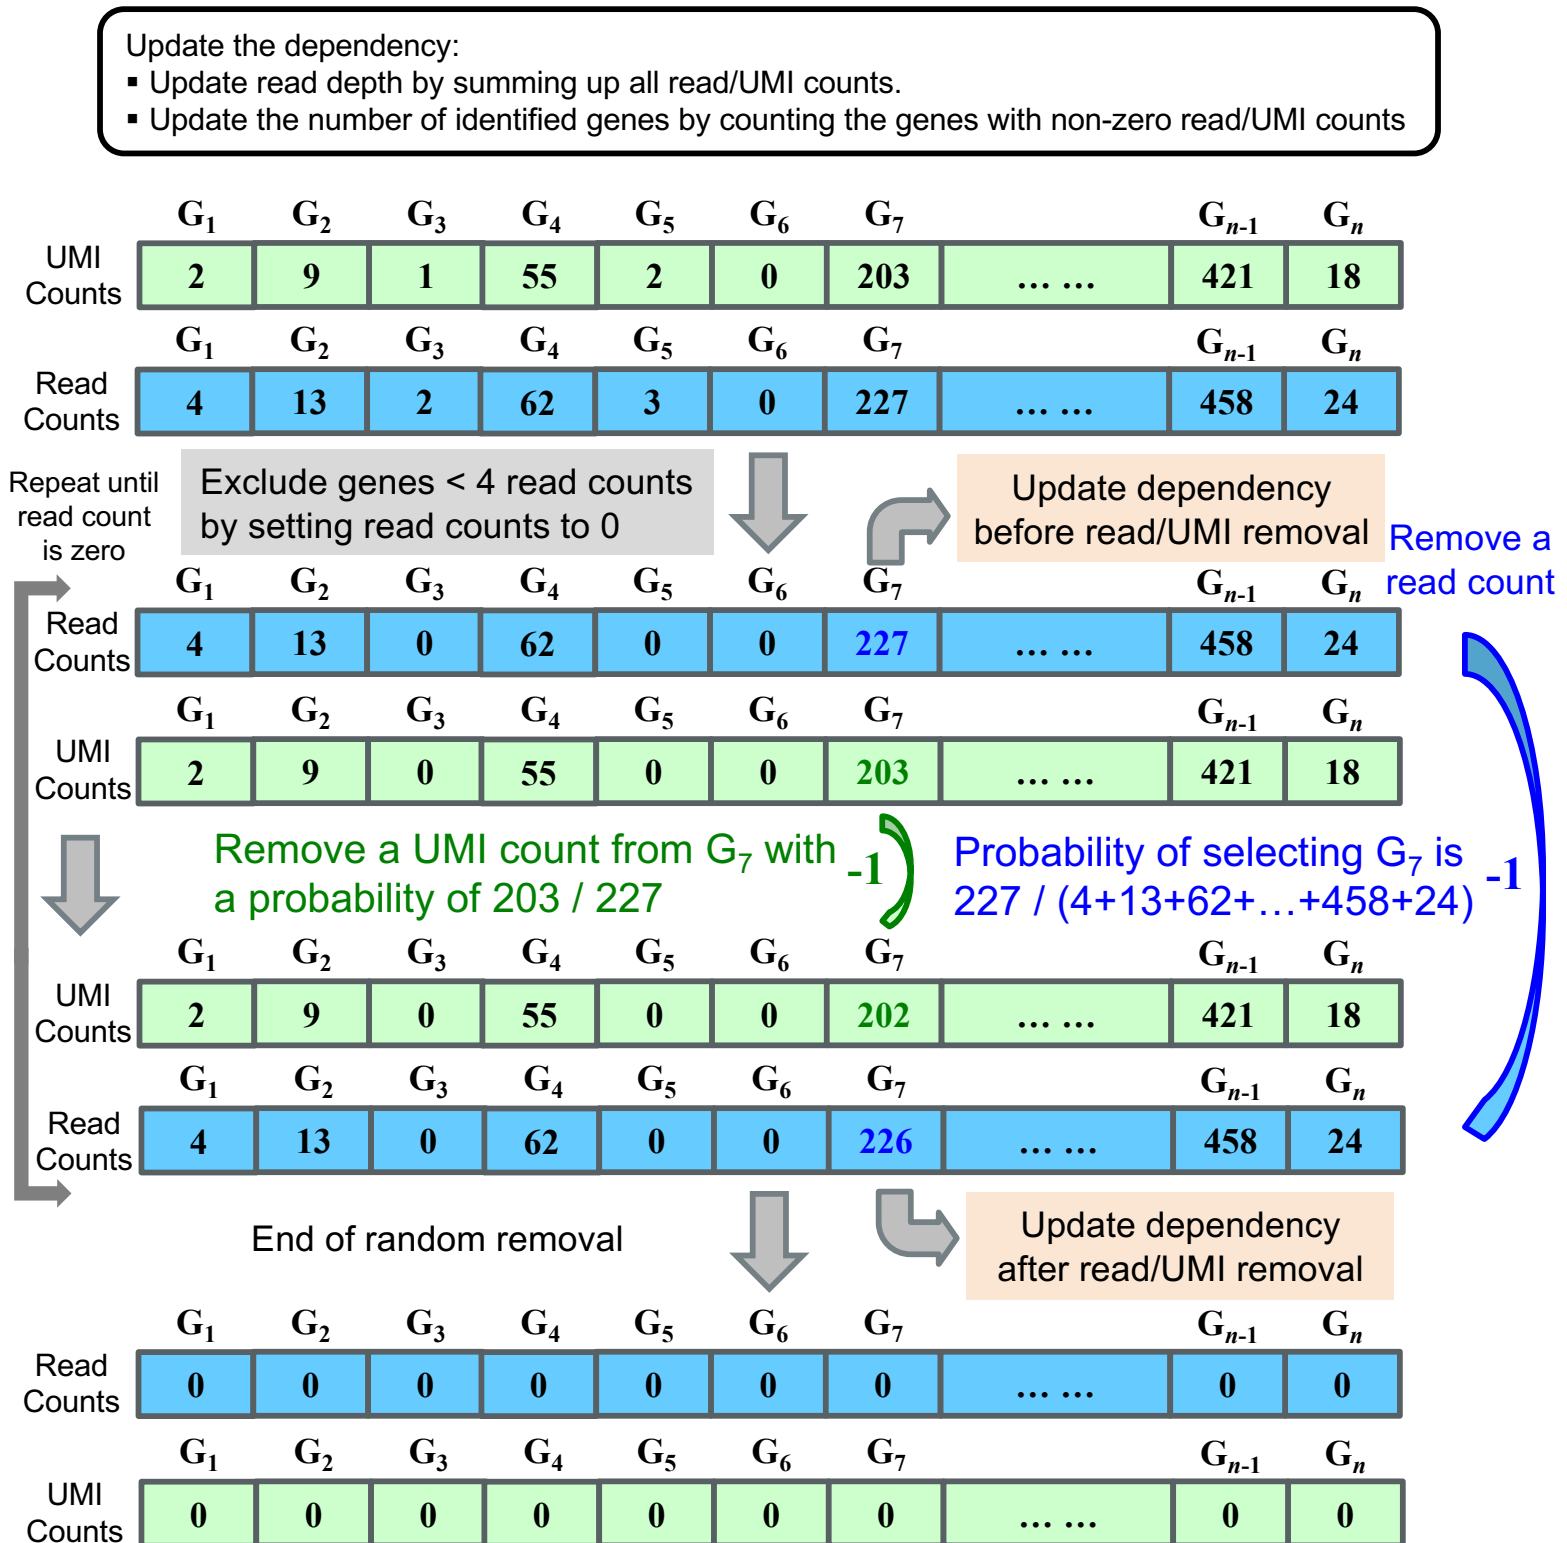 Update the dependency:
▪ Update read depth by summing up all read/UMI counts.
▪ Update the number of identified genes by counting the genes with non-zero read/UMI counts
G1 G2 G3 G4 G5 G6 G7 Gn-1 Gn
UMI
Counts
2 9 1 55 2 0 203 … … 421 18
G1 G2 G3 G4 G5 G6 G7 Gn-1 Gn
Read
Counts
4 13 2 62 3 0 227 … … 458 24
Repeat until
read count
is zero
Exclude genes < 4 read counts
by setting read counts to 0
Update dependency
before read/UMI removal
Remove a
read count
G1 G2 G3 G4 G5 G6 G7 Gn-1 Gn
Read
Counts
4 13 0 62 0 0 227 … … 458 24
G1 G2 G3 G4 G5 G6 G7 Gn-1 Gn
UMI
Counts
2 9 0 55 0 0 203 … … 421 18
Remove a UMI count from G7 with
a probability of 203 / 227
-1
Probability of selecting G7 is
227 / (4+13+62+…+458+24)
-1
G1 G2 G3 G4 G5 G6 G7 Gn-1 Gn
UMI
Counts
2 9 0 55 0 0 202 … … 421 18
G1 G2 G3 G4 G5 G6 G7 Gn-1 Gn
Read
Counts
4 13 0 62 0 0 226 … … 458 24
End of random removal
Update dependency
after read/UMI removal
G1 G2 G3 G4 G5 G6 G7 Gn-1 Gn
Read
Counts
0 0 0 0 0 0 0 … … 0 0
G1 G2 G3 G4 G5 G6 G7 Gn-1 Gn
UMI
Counts
0 0 0 0 0 0 0 … … 0 0